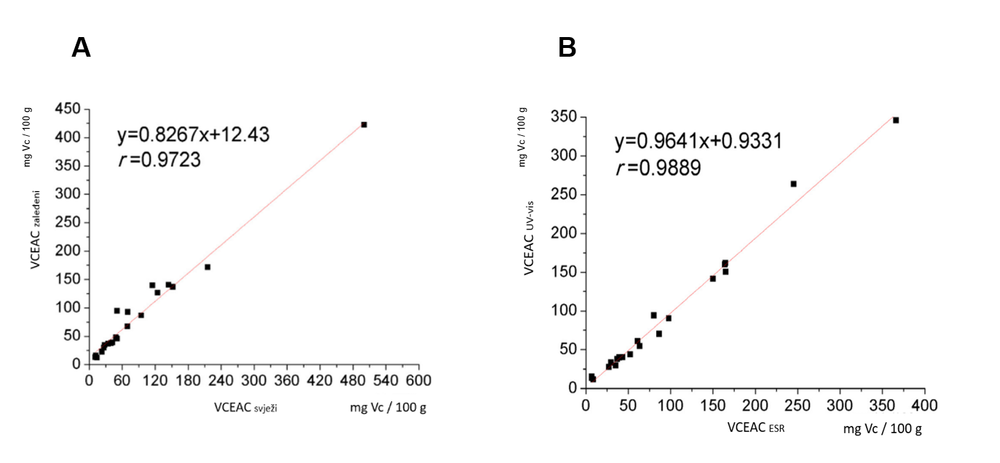 A
mg Vc / 100 g
VCEAC zaleđeni
450
400
350
300
250
200
150
100
50
0
y=0.8267x+12.43
r=0.9723
0 60 120 180 240 300 360 420 480 540 600
VCEAC svježi mg Vc / 100 g
B
mg Vc / 100 g
VCEAC UV-vis
350
300
250
200
150
100
50
0
y=0.9641x+0.9331
r=0.9889
0 50 100 150 200 250 300 350 400
VCEAC ESR mg Vc / 100 g